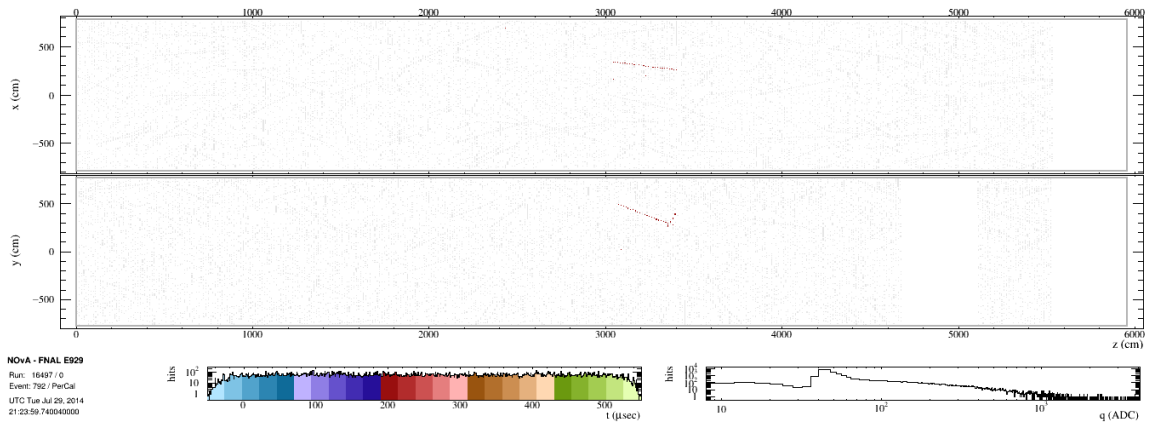 0 1000 2000 3000 4000 5000 6000
x (cm)
500
0
−500
y (cm)
500
0
−500
0 1000 2000 3000 4000 5000 6000
z (cm)
NOvA - FNAL E929
Run: 16497 / 0
Event: 792 / PerCal
UTC Tue Jul 29, 2014
21:23:59.740040000
hits
10²
10
1
0 100 200 300 400 500
t (μsec)
hits
10 10² 10³
q (ADC)